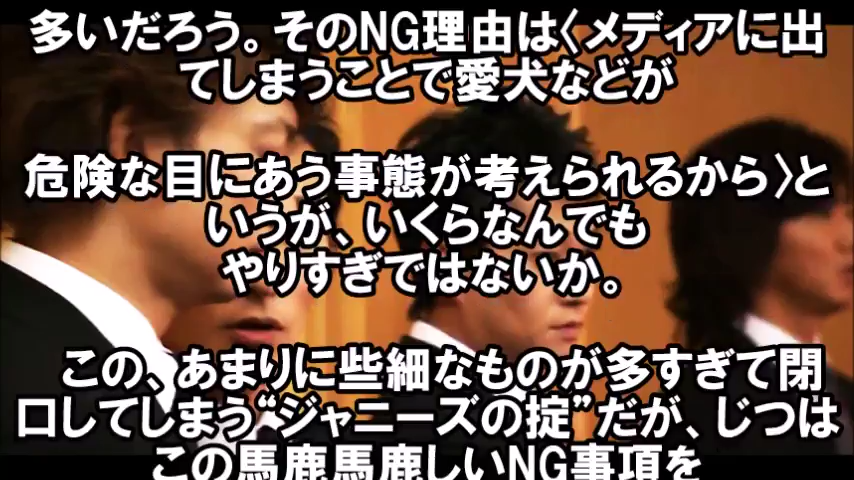 多いだろう。そのNG理由は〈メディアに出
てしまうことで愛犬などが
危険な目にあう事態が考えられるから〉と
いうが、いくらなんでも
やりすぎではないか。
この、あまりに些細なものが多すぎて閉
口してしまう“ジャニーズの掟”だが、じつは
この馬鹿馬鹿しいNG事項を